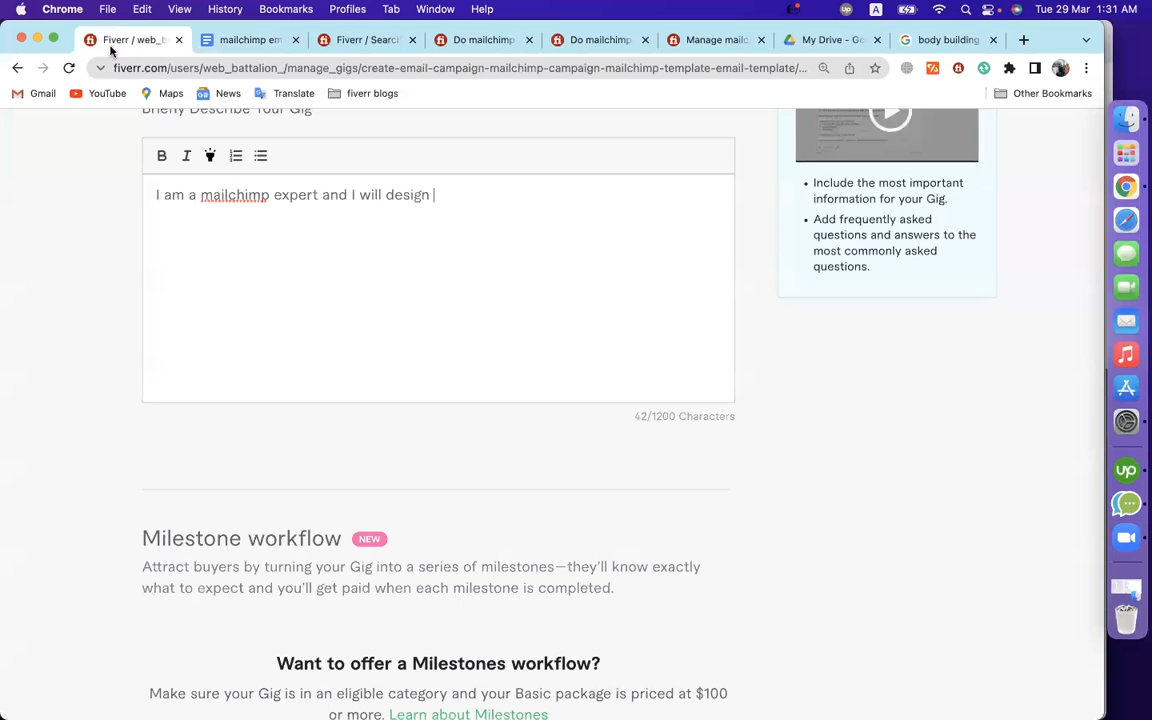 Chrome File Edit View History Bookmarks Profiles Tab Window Help
A
Tue 29 Mar 1:31 AM
Fiverr / web_b
mailchimp em
Fiverr / Searci
Do mailchimp
Do mailchimp
Manage mailc
My Drive - Go
body building
fiverr.com/users/web_battalion_/manage_gigs/create-email-campaign-mailchimp-campaign-mailchimp-template-email-template/...
Gmail YouTube Maps News Translate fiverr blogs Other Bookmarks
Briefly Describe Your Gig
B I
I am a mailchimp expert and I will design
42/1200 Characters
• Include the most important
information for your Gig.
• Add frequently asked
questions and answers to the
most commonly asked
questions.
Milestone workflow NEW
Attract buyers by turning your Gig into a series of milestones—they'll know exactly
what to expect and you'll get paid when each milestone is completed.
Want to offer a Milestones workflow?
Make sure your Gig is in an eligible category and your Basic package is priced at $100
or more. Learn about Milestones